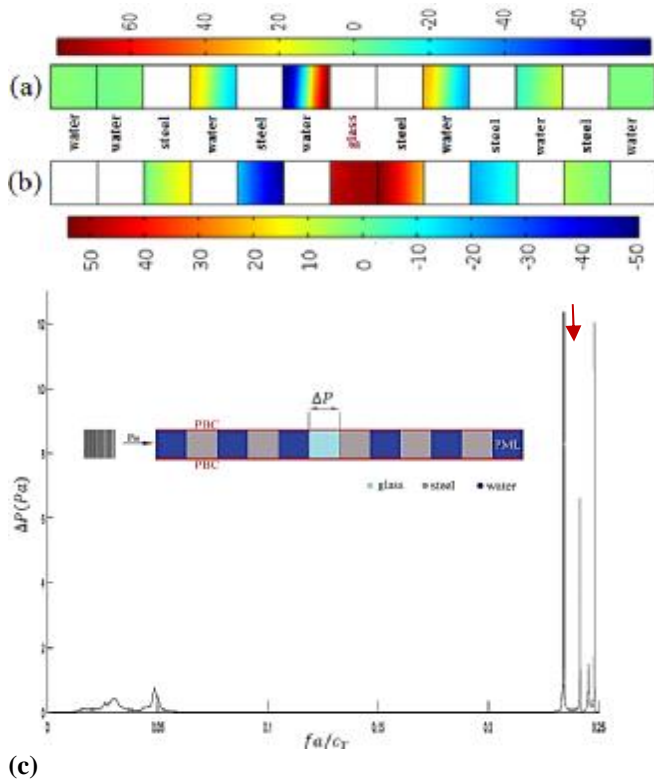 60 40 20 0 -20 -40 -60
(a)
water water steel water steel water glass steel water steel water steel water
(b)
50 40 30 20 10 0 -10 -20 -30 -40 -50
ΔP
PBC
PML
PBC
glass steel water
ΔP(Pa)
fa/c_T
(c)